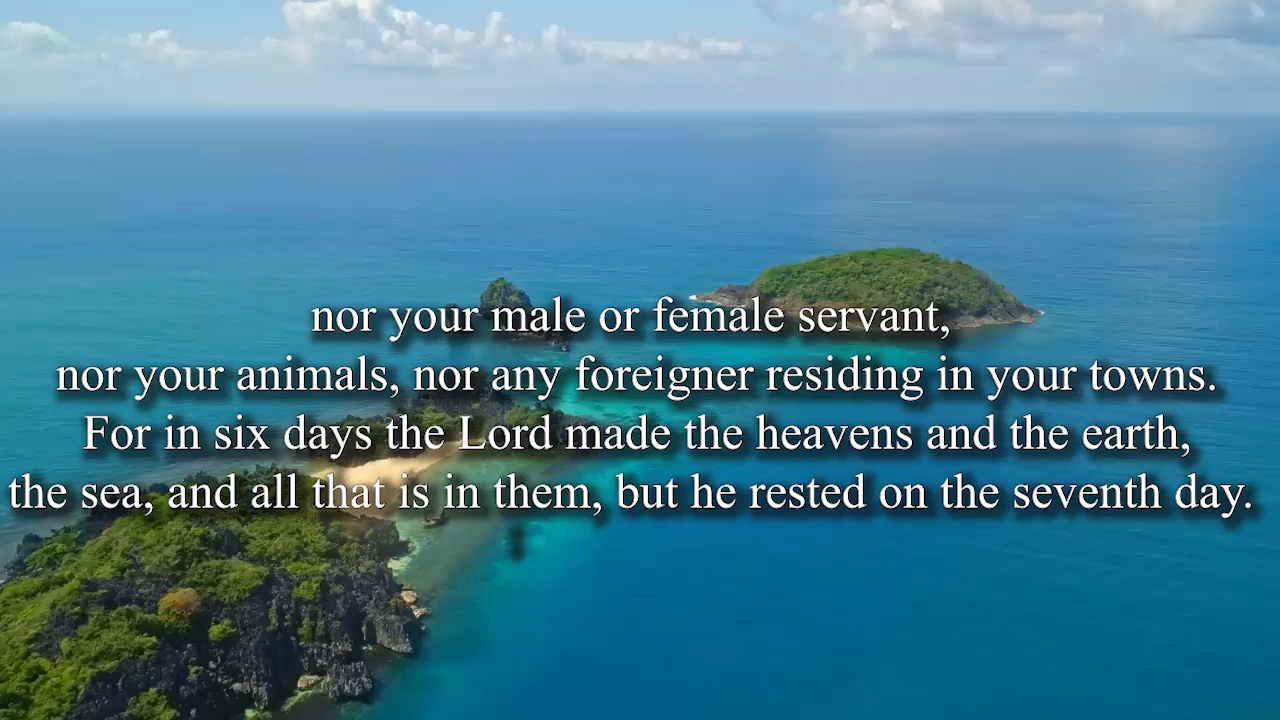 nor your male or female servant,
nor your animals, nor any foreigner residing in your towns.
For in six days the Lord made the heavens and the earth,
the sea, and all that is in them, but he rested on the seventh day.